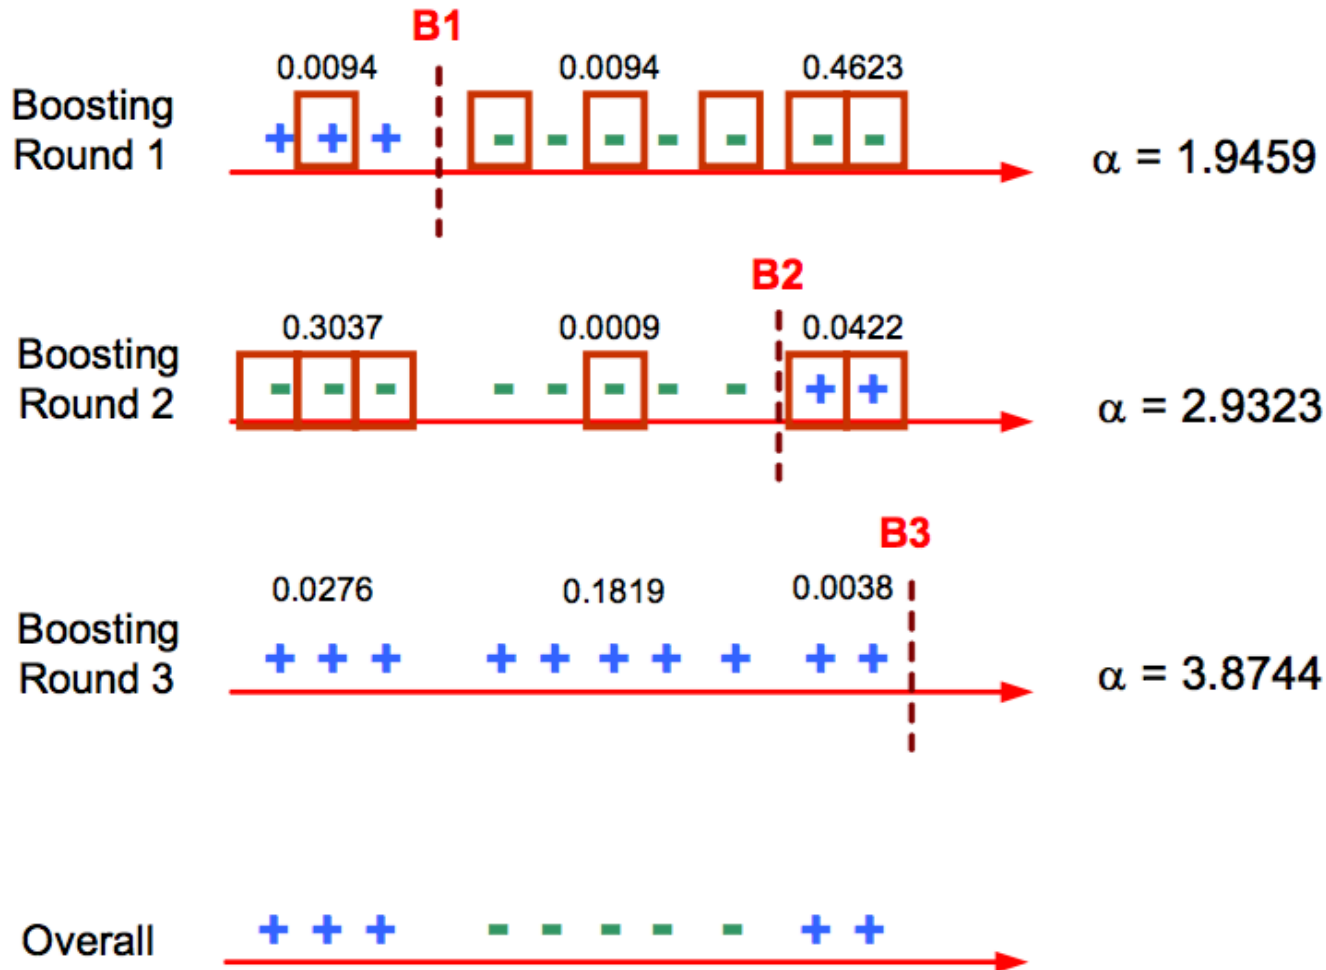 B1
0.0094 0.0094 0.4623
Boosting
Round 1
+ + + - - - - - - -
α = 1.9459
B2
0.3037 0.0009 0.0422
Boosting
Round 2
- - - - - - - - + +
α = 2.9323
B3
0.0276 0.1819 0.0038
Boosting
Round 3
+ + + + + + + + + +
α = 3.8744
Overall
+ + + - - - - - + +